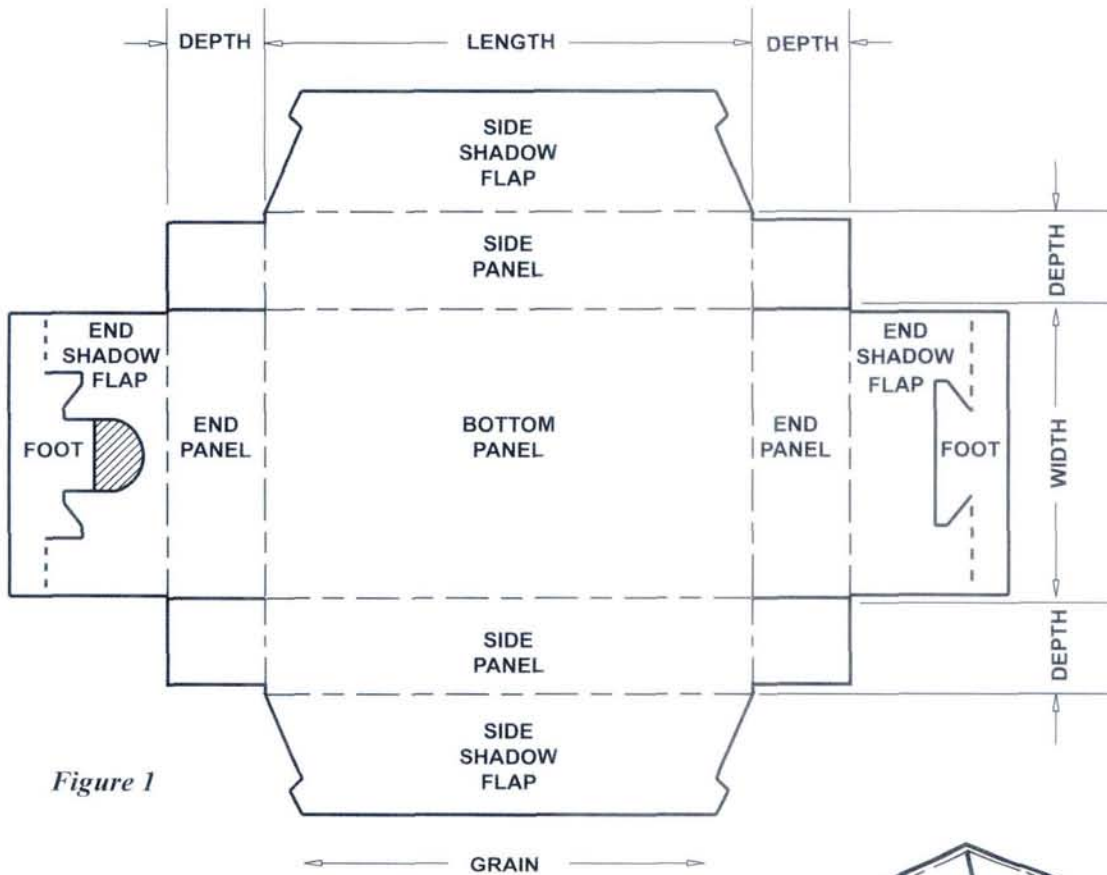 DEPTH
LENGTH
DEPTH
SIDE
SHADOW
FLAP
SIDE
PANEL
DEPTH
END
SHADOW
FLAP
END
SHADOW
FLAP
FOOT
END
PANEL
BOTTOM
PANEL
END
PANEL
FOOT
WIDTH
SIDE
PANEL
DEPTH
SIDE
SHADOW
FLAP
Figure 1
GRAIN